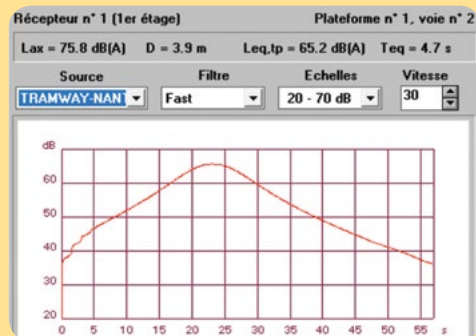 Récepteur n° 1 (1er étage) Plateforme n° 1, voie n° 2
Lax = 75.8 dB(A) D = 3.9 m Leq,tp = 65.2 dB(A) Teq = 4.7 s
Source Filtre Echelles Vitesse
TRAMWAY-NANT Fast 20 - 70 dB 30
dB
60
50
40
30
20
0 5 10 15 20 25 30 35 40 45 50 55 s